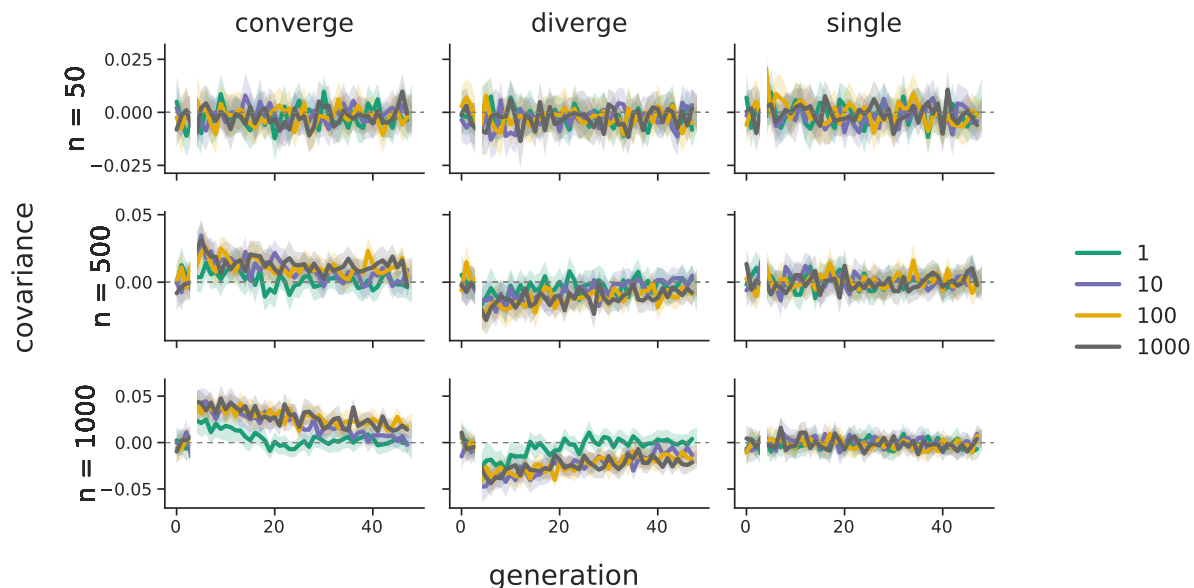 converge diverge single
n = 50
0.025
0.000
−0.025
covariance
n = 500
0.05
0.00
1
10
100
1000
n = 1000
0.05
0.00
−0.05
0 20 40 0 20 40 0 20 40
generation